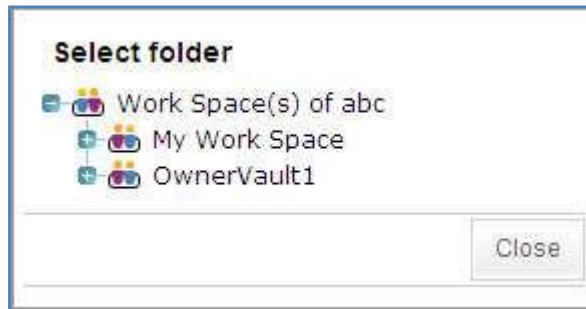 Select folder
Work Space(s) of abc
My Work Space
OwnerVault1
Close